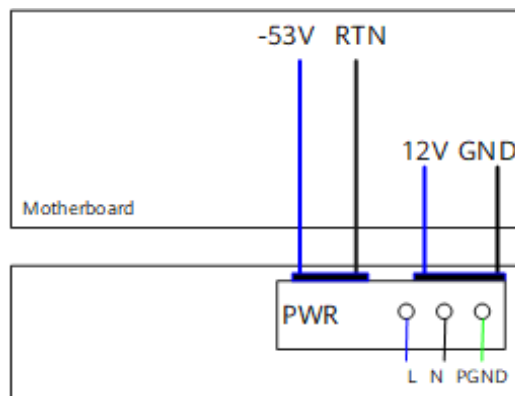 -53V RTN
12V GND
Motherboard
PWR
L N PGND